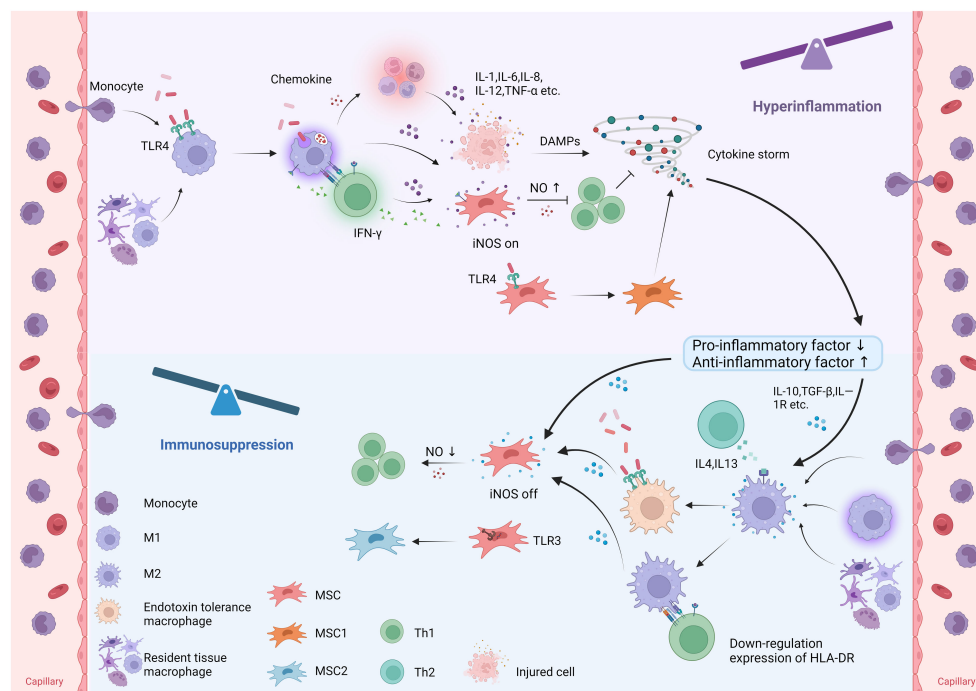 Monocyte
TLR4
Chemokine
IL-1,IL-6,IL-8,
IL-12,TNF-α etc.
Hyperinflammation
DAMPs
Cytokine storm
NO ↑
IFN-γ
iNOS on
TLR4
Pro-inflammatory factor ↓
Anti-inflammatory factor ↑
IL-10,TGF-β,IL—
1R etc.
Immunosuppression
NO ↓
iNOS off
IL4,IL13
TLR3
Down-regulation
expression of HLA-DR
Monocyte
M1
M2
Endotoxin tolerance
macrophage
Resident tissue
macrophage
MSC
MSC1
MSC2
Th1
Th2
Injured cell
Capillary
Capillary